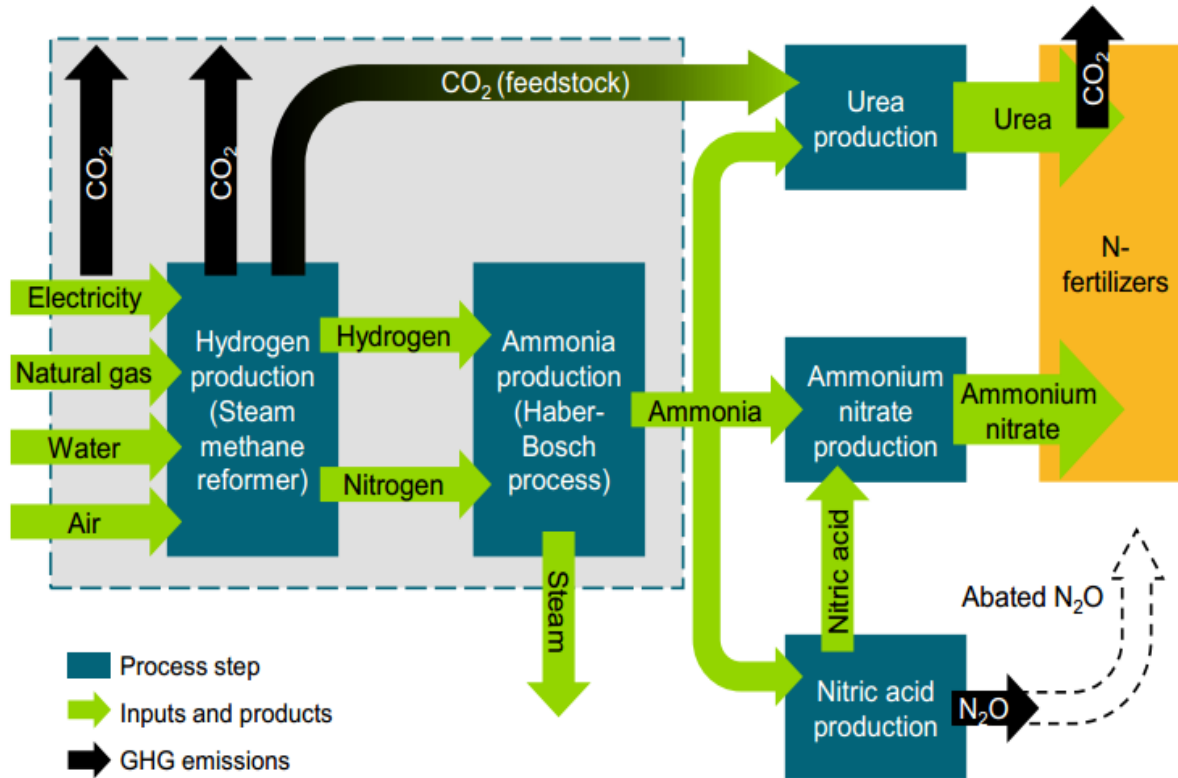 CO₂
CO₂
CO₂ (feedstock)
Urea
production
Urea
CO₂
N-
fertilizers
Electricity
Natural gas
Water
Air
Hydrogen
production
(Steam
methane
reformer)
Hydrogen
Nitrogen
Ammonia
production
(Haber-
Bosch
process)
Steam
Ammonia
Ammonium
nitrate
production
Ammonium
nitrate
Nitric acid
Nitric acid
production
N₂O
Abated N₂O
Process step
Inputs and products
GHG emissions